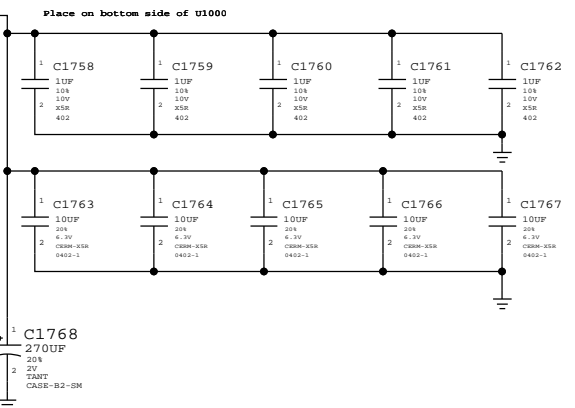 Place on bottom side of U1000
1
C1758
1UF
10%
10V
X5R
402
2
1
C1759
1UF
10%
10V
X5R
402
2
1
C1760
1UF
10%
10V
X5R
402
2
1
C1761
1UF
10%
10V
X5R
402
2
1
C1762
1UF
10%
10V
X5R
402
2
1
C1763
10UF
20%
6.3V
CERM-X5R
0402-1
2
1
C1764
10UF
20%
6.3V
CERM-X5R
0402-1
2
1
C1765
10UF
20%
6.3V
CERM-X5R
0402-1
2
1
C1766
10UF
20%
6.3V
CERM-X5R
0402-1
2
1
C1767
10UF
20%
6.3V
CERM-X5R
0402-1
2
1
C1768
270UF
20%
2V
TANT
CASE-B2-SM
2